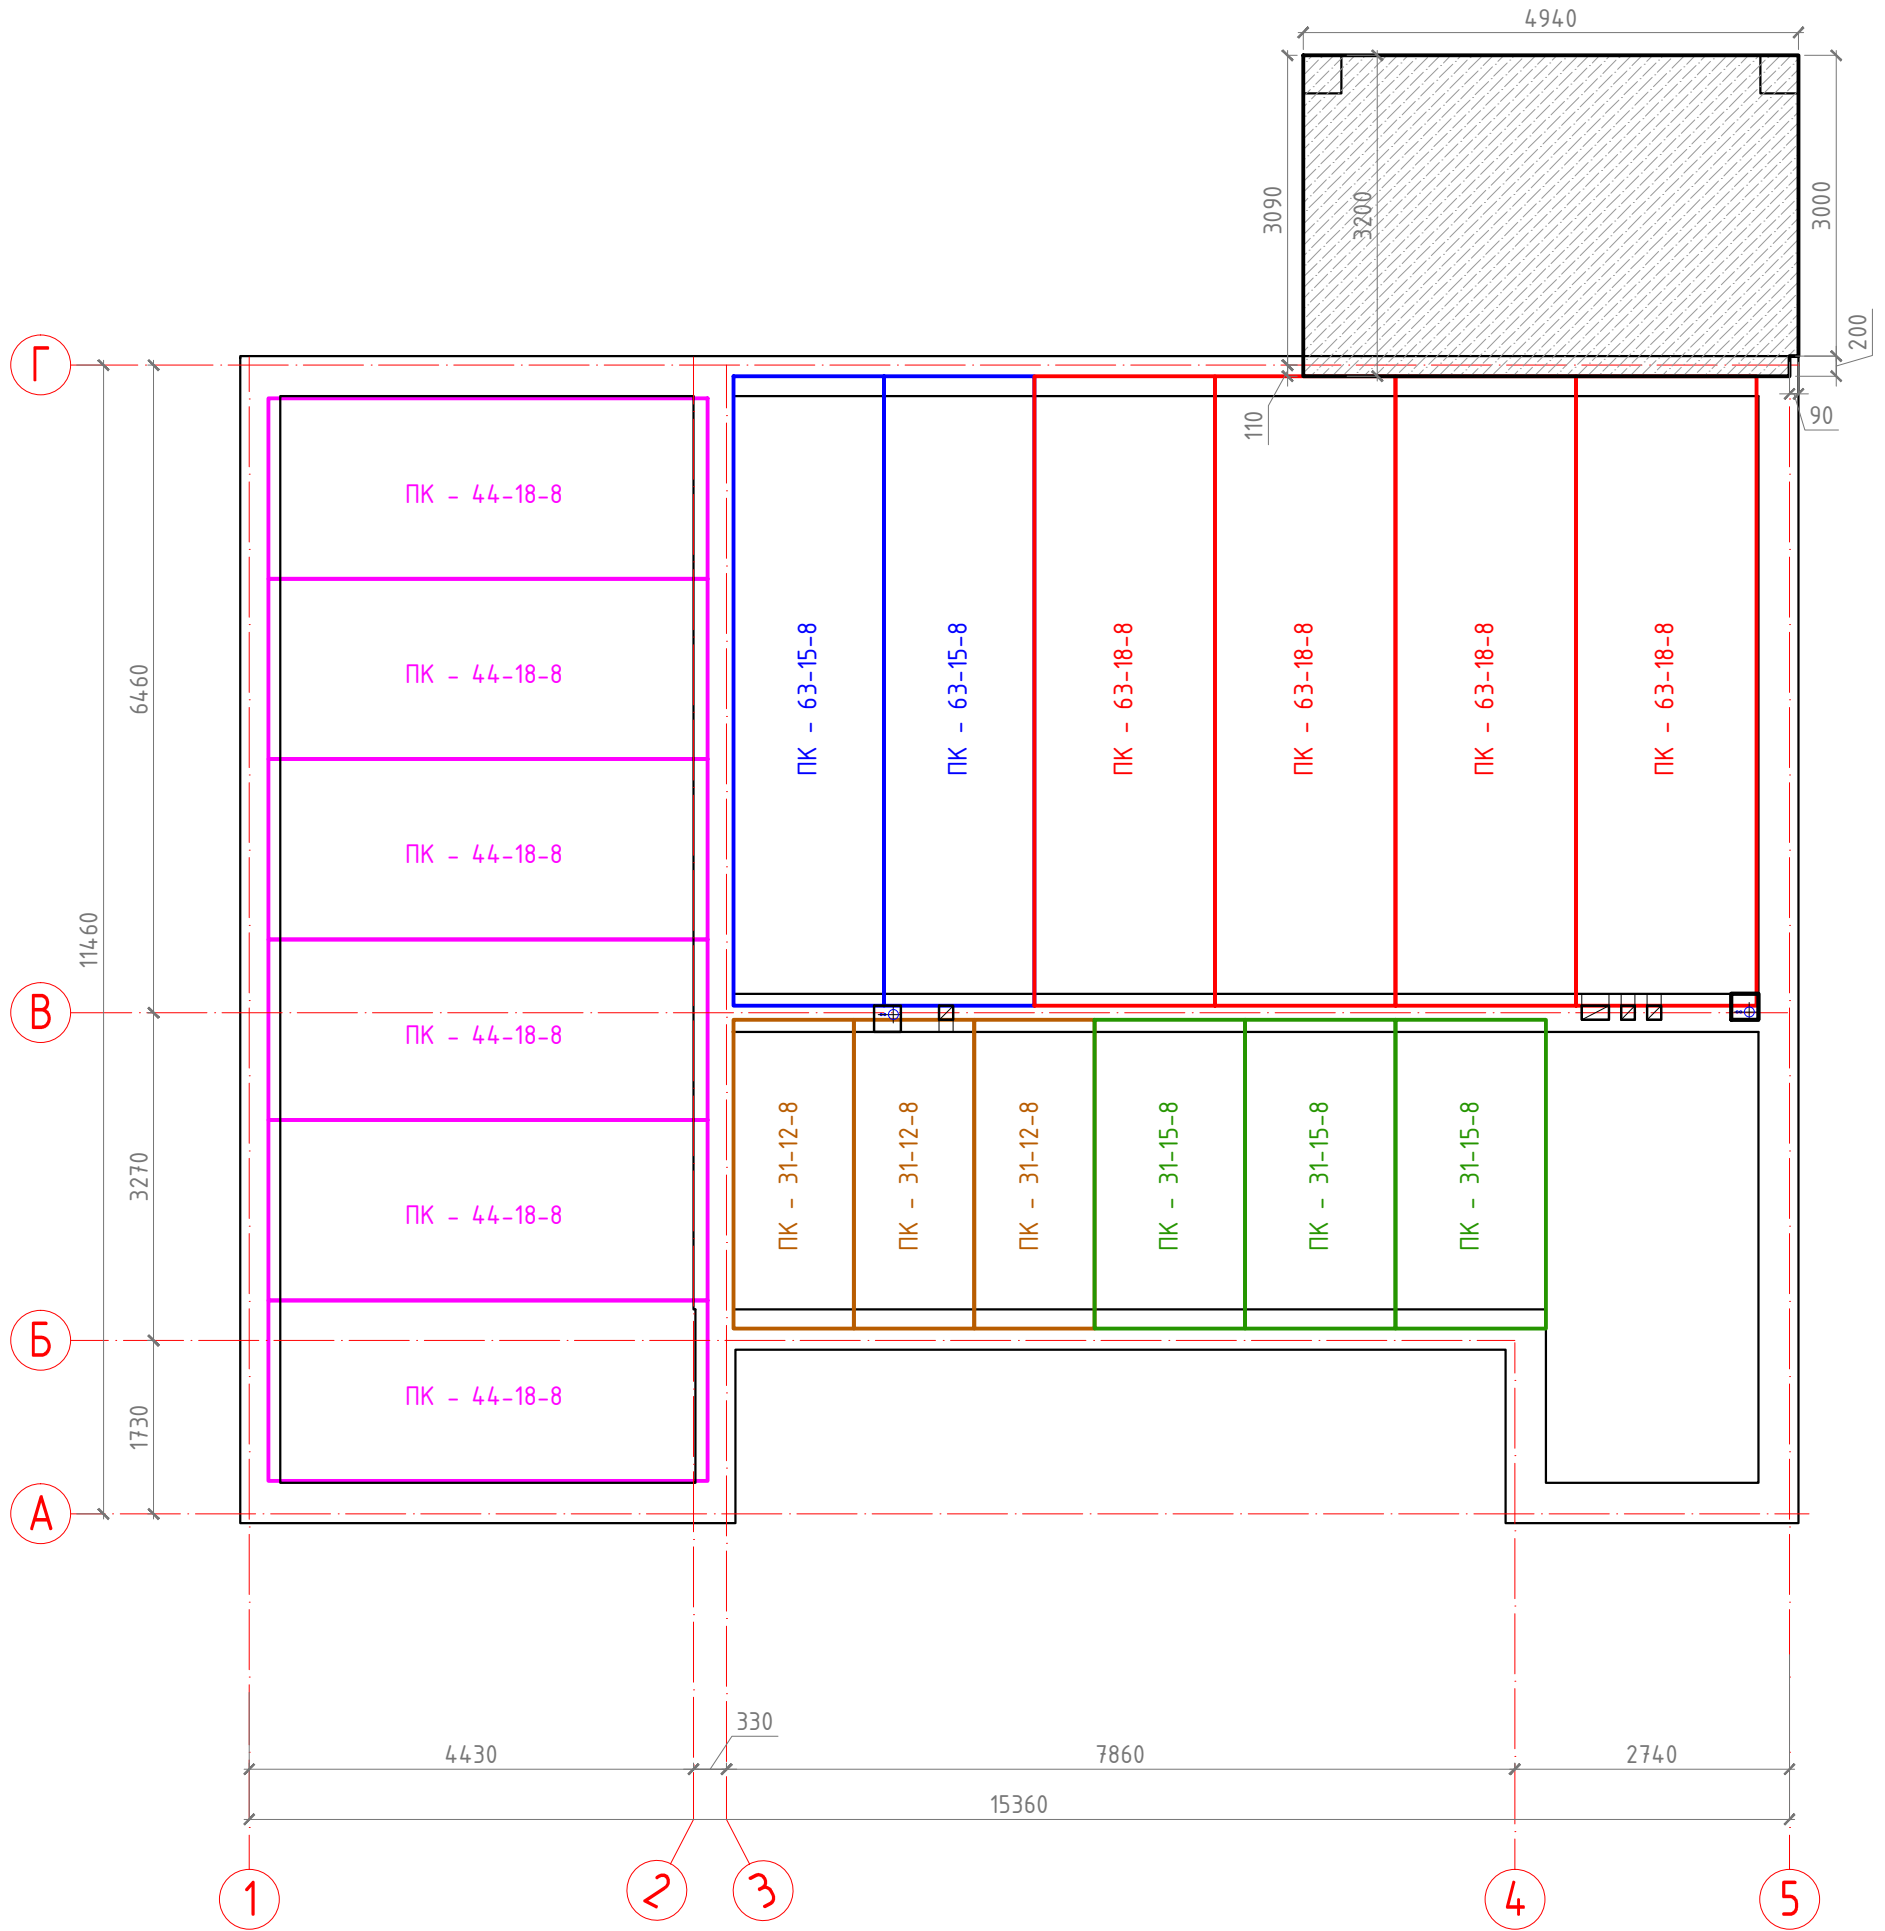 4940
3090
3200
3000
200
110
90
Г
В
Б
А
11460
6460
3270
1730
ПК - 44-18-8
ПК - 44-18-8
ПК - 44-18-8
ПК - 44-18-8
ПК - 44-18-8
ПК - 44-18-8
ПК - 63-15-8
ПК - 63-15-8
ПК - 63-18-8
ПК - 63-18-8
ПК - 63-18-8
ПК - 63-18-8
ПК - 31-12-8
ПК - 31-12-8
ПК - 31-12-8
ПК - 31-15-8
ПК - 31-15-8
ПК - 31-15-8
330
4430
7860
2740
15360
1
2
3
4
5